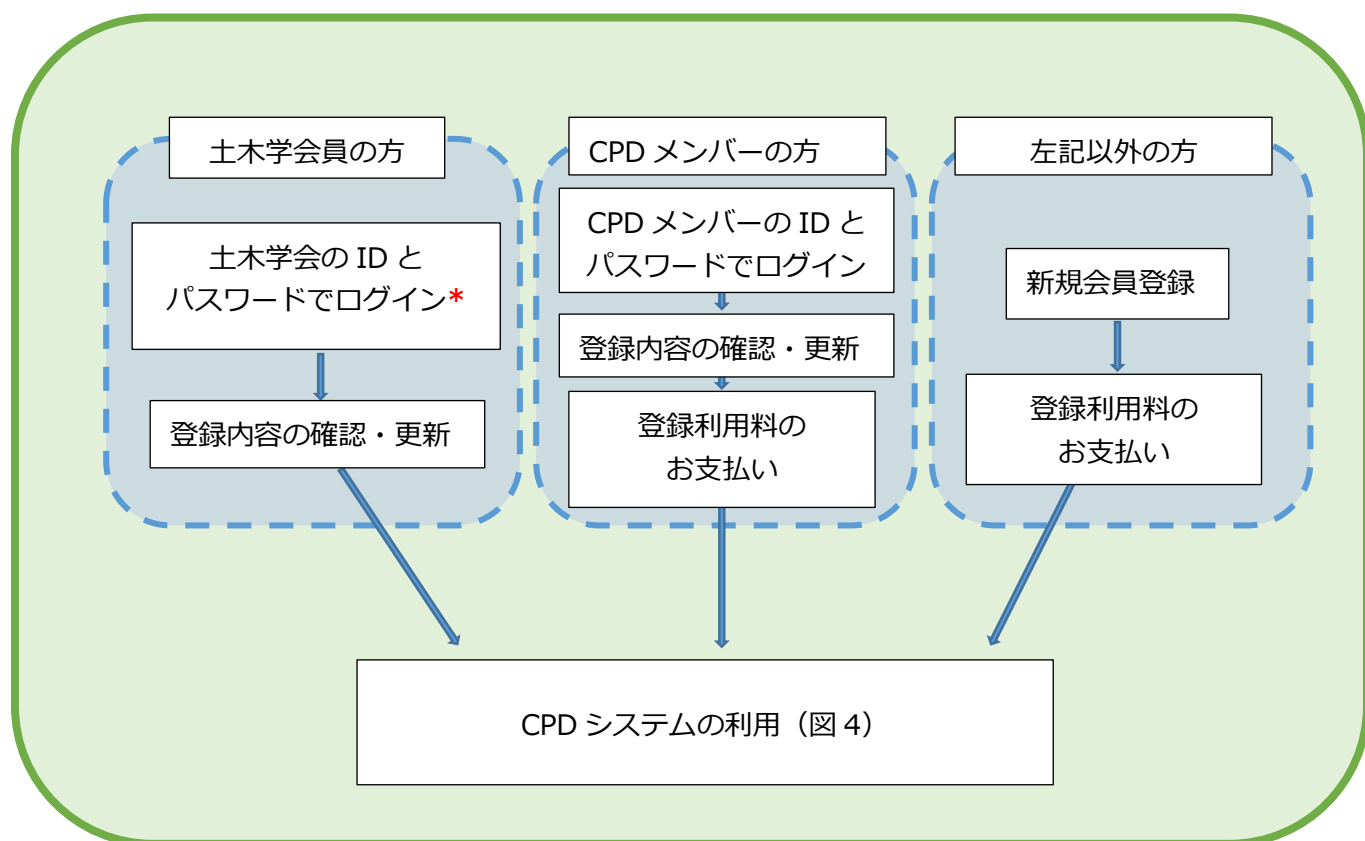 土木学会員の方
土木学会の ID と
パスワードでログイン*
登録内容の確認・更新
CPD メンバーの方
CPD メンバーの ID と
パスワードでログイン
登録内容の確認・更新
登録利用料の
お支払い
左記以外の方
新規会員登録
登録利用料の
お支払い
CPD システムの利用（図 4）